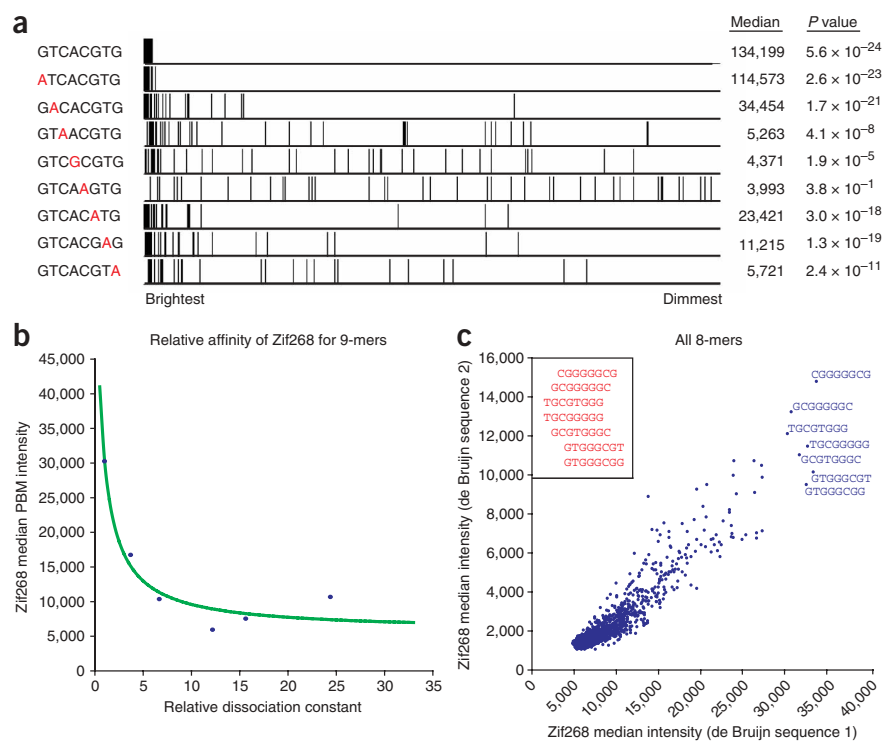 a
Median P value
GTCACGTG 134,199 5.6 × 10⁻²⁴
ATCACGTG 114,573 2.6 × 10⁻²³
GACACGTG 34,454 1.7 × 10⁻²¹
GTAACGTG 5,263 4.1 × 10⁻⁸
GTCGCGTG 4,371 1.9 × 10⁻⁵
GTCAAGTG 3,993 3.8 × 10⁻¹
GTCACATG 23,421 3.0 × 10⁻¹⁸
GTCACGAG 11,215 1.3 × 10⁻¹⁹
GTCACGTA 5,721 2.4 × 10⁻¹¹
Brightest Dimmest
b
Relative affinity of Zif268 for 9-mers
Zif268 median PBM intensity
45,000
40,000
35,000
30,000
25,000
20,000
15,000
10,000
5,000
0
0 5 10 15 20 25 30 35
Relative dissociation constant
c
All 8-mers
Zif268 median intensity (de Bruijn sequence 2)
16,000
14,000
12,000
10,000
8,000
6,000
4,000
2,000
0
CGGGGGCG
GCGGGGGC
TGCGTGGG
TGCGGGGG
GCGTGGGC
GTGGGCGT
GTGGGCGG
CGGGGGCG
GCGGGGGC
TGCGTGGG
TGCGGGGG
GCGTGGGC
GTGGGCGT
GTGGGCGG
0 5,000 10,000 15,000 20,000 25,000 30,000 35,000 40,000
Zif268 median intensity (de Bruijn sequence 1)